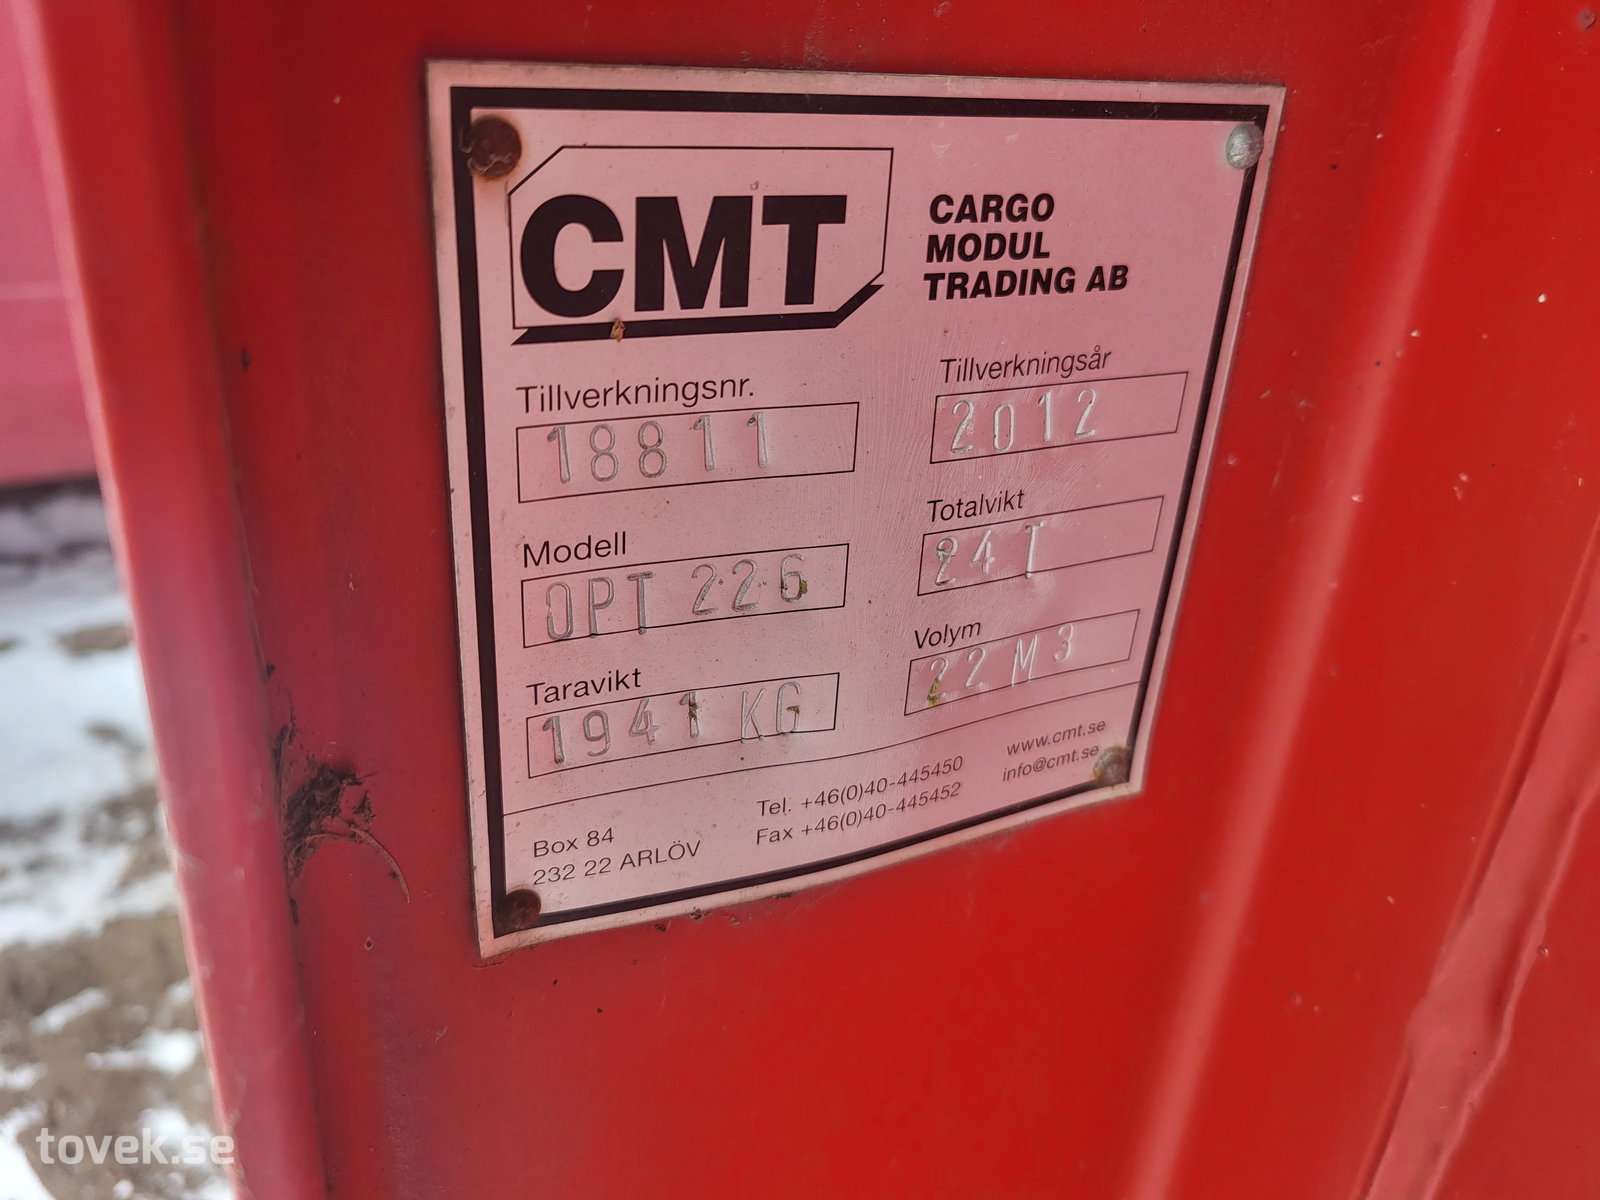 CMT
CARGO
MODUL
TRADING AB
Tillverkningsnr.
18811
Tillverkningsår
2012
Modell
OPT 226
Totalvikt
24T
Taravikt
1941 KG
Volym
22 M3
Box 84
232 22 ARLÖV
Tel. +46(0)40-445450
Fax +46(0)40-445452
www.cmt.se
info@cmt.se
tovek.se